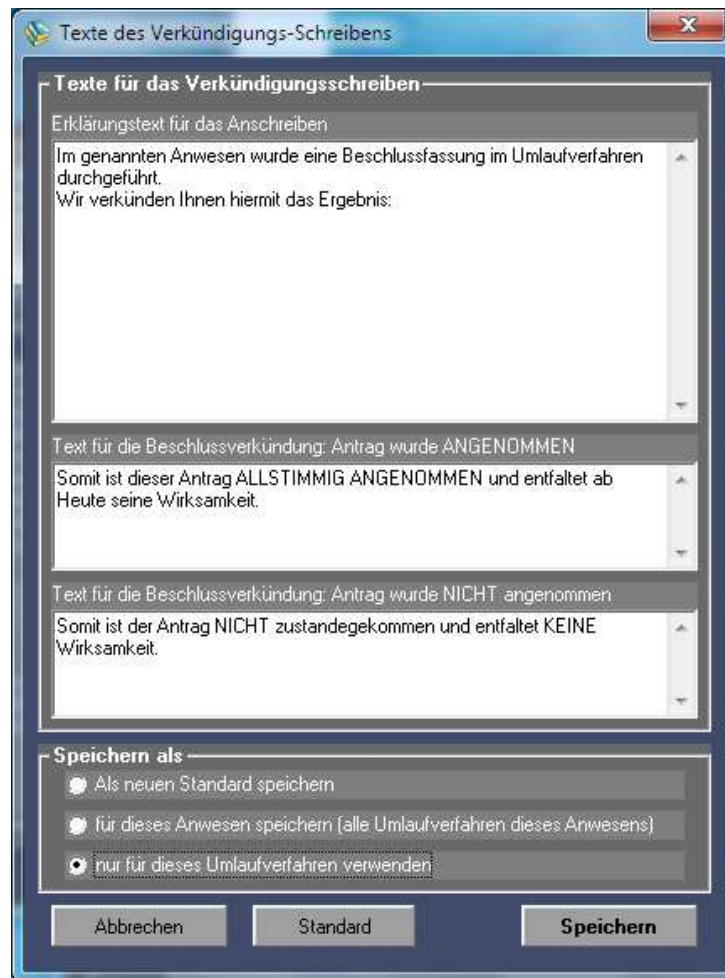 Texte des Verkündigungs-Schreibens
Texte für das Verkündigungsschreiben
Erklärungstext für das Anschreiben
Im genannten Anwesen wurde eine Beschlussfassung im Umlaufverfahren
durchgeführt.
Wir verkünden Ihnen hiermit das Ergebnis:
Text für die Beschlussverkündung: Antrag wurde ANGENOMMEN
Somit ist dieser Antrag ALLSTIMMIG ANGENOMMEN und entfaltet ab
Heute seine Wirksamkeit.
Text für die Beschlussverkündung: Antrag wurde NICHT angenommen
Somit ist der Antrag NICHT zustandegekommen und entfaltet KEINE
Wirksamkeit.
Speichern als
Als neuen Standard speichern
für dieses Anwesen speichern (alle Umlaufverfahren dieses Anwesens)
nur für dieses Umlaufverfahren verwenden
Abbrechen Standard Speichern